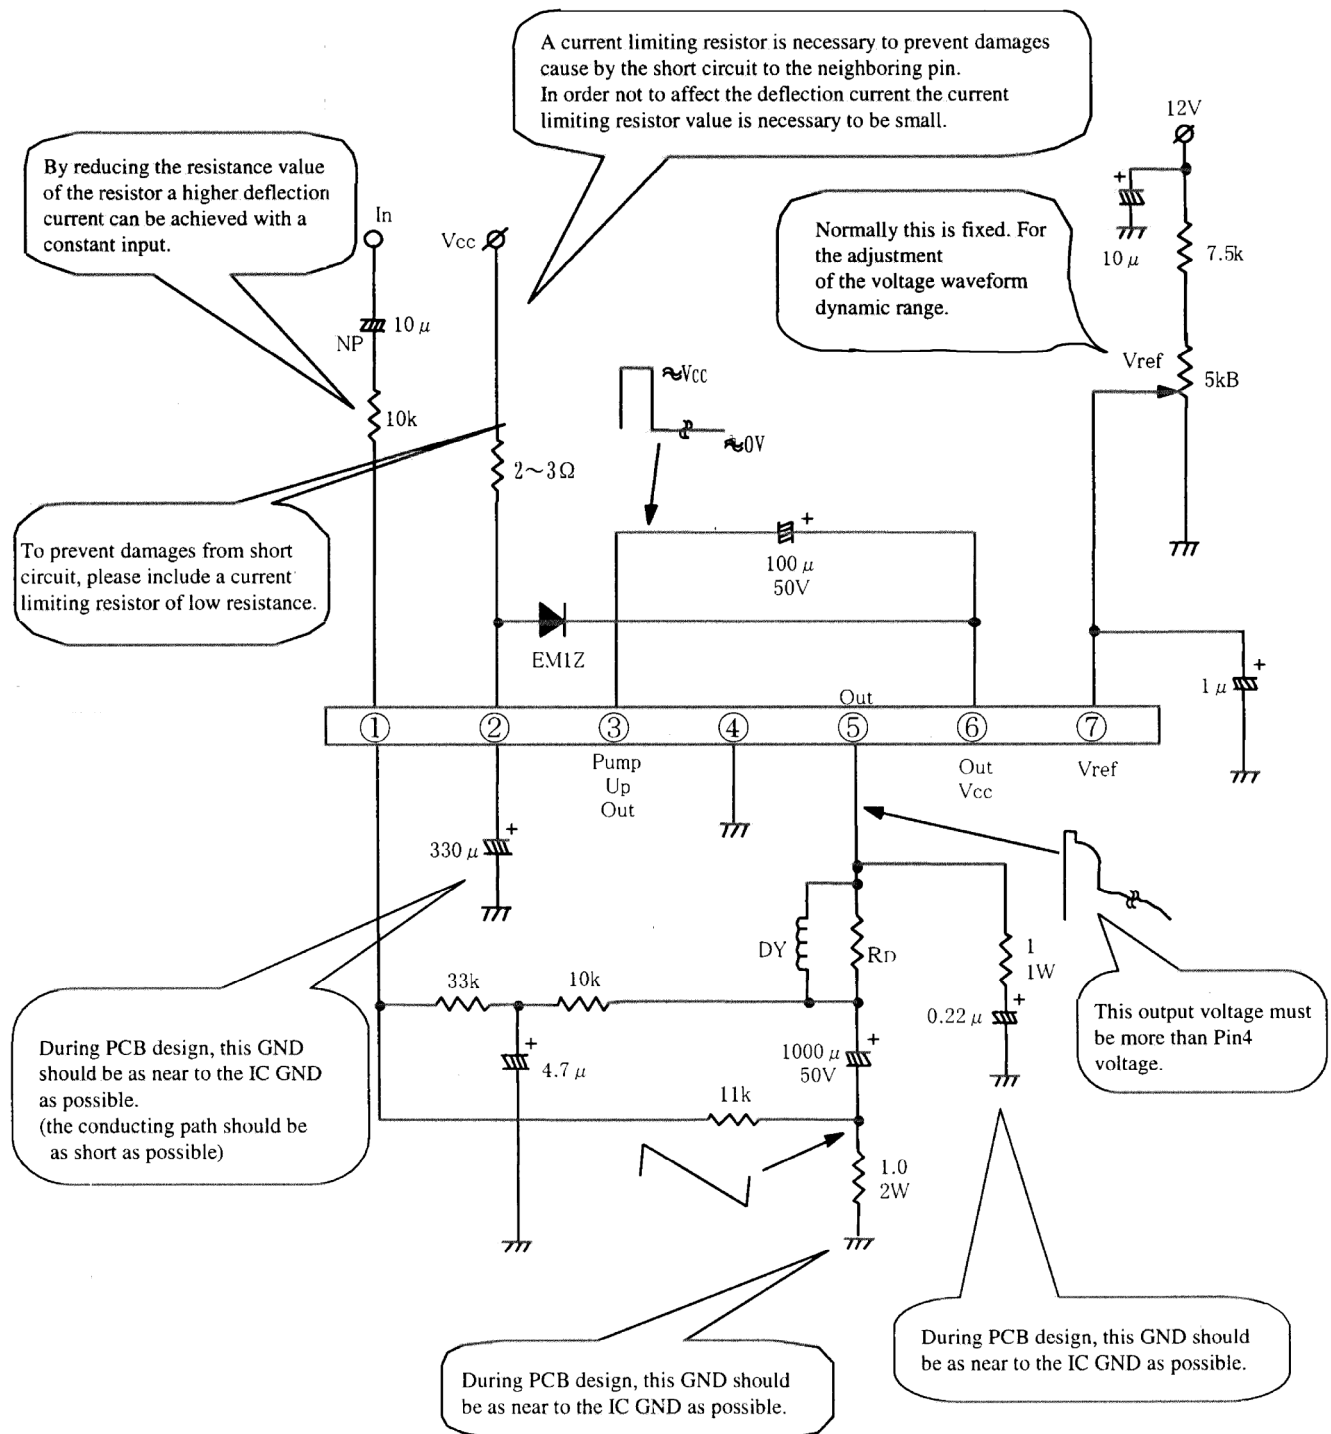 A current limiting resistor is necessary to prevent damages
cause by the short circuit to the neighboring pin.
In order not to affect the deflection current the current
limiting resistor value is necessary to be small.
12V
By reducing the resistance value
of the resistor a higher deflection
current can be achieved with a
constant input.
In
Vcc
Normally this is fixed. For
the adjustment
of the voltage waveform
dynamic range.
+
10 μ
7.5k
10 μ
NP
Vref
5kB
≈Vcc
≈0V
10k
2~3Ω
To prevent damages from short
circuit, please include a current
limiting resistor of low resistance.
+
100 μ
50V
EM1Z
+
1 μ
Out
① ② ③ ④ ⑤ ⑥ ⑦
Pump
Up
Out
Out
Vcc
Vref
+
330 μ
DY
RD
1
1W
33k
10k
+
0.22 μ
This output voltage must
be more than Pin4
voltage.
During PCB design, this GND
should be as near to the IC GND
as possible.
(the conducting path should be
as short as possible)
+
4.7 μ
+
1000 μ
50V
11k
1.0
2W
During PCB design, this GND should
be as near to the IC GND as possible.
During PCB design, this GND should
be as near to the IC GND as possible.